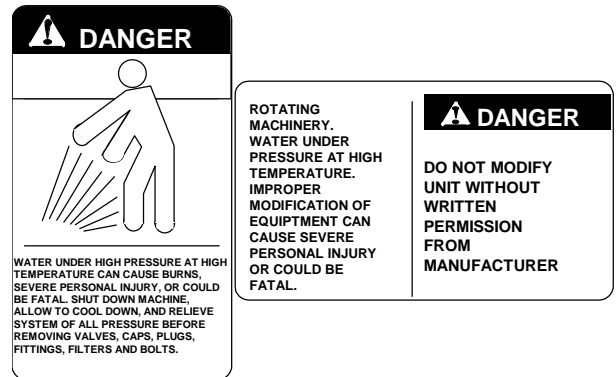 DANGER
WATER UNDER HIGH PRESSURE AT HIGH
TEMPERATURE CAN CAUSE BURNS,
SEVERE PERSONAL INJURY, OR COULD
BE FATAL. SHUT DOWN MACHINE,
ALLOW TO COOL DOWN, AND RELIEVE
SYSTEM OF ALL PRESSURE BEFORE
REMOVING VALVES, CAPS, PLUGS,
FITTINGS, FILTERS AND BOLTS.
ROTATING
MACHINERY.
WATER UNDER
PRESSURE AT HIGH
TEMPERATURE.
IMPROPER
MODIFICATION OF
EQUIPTMENT CAN
CAUSE SEVERE
PERSONAL INJURY
OR COULD BE
FATAL.
DANGER
DO NOT MODIFY
UNIT WITHOUT
WRITTEN
PERMISSION
FROM
MANUFACTURER